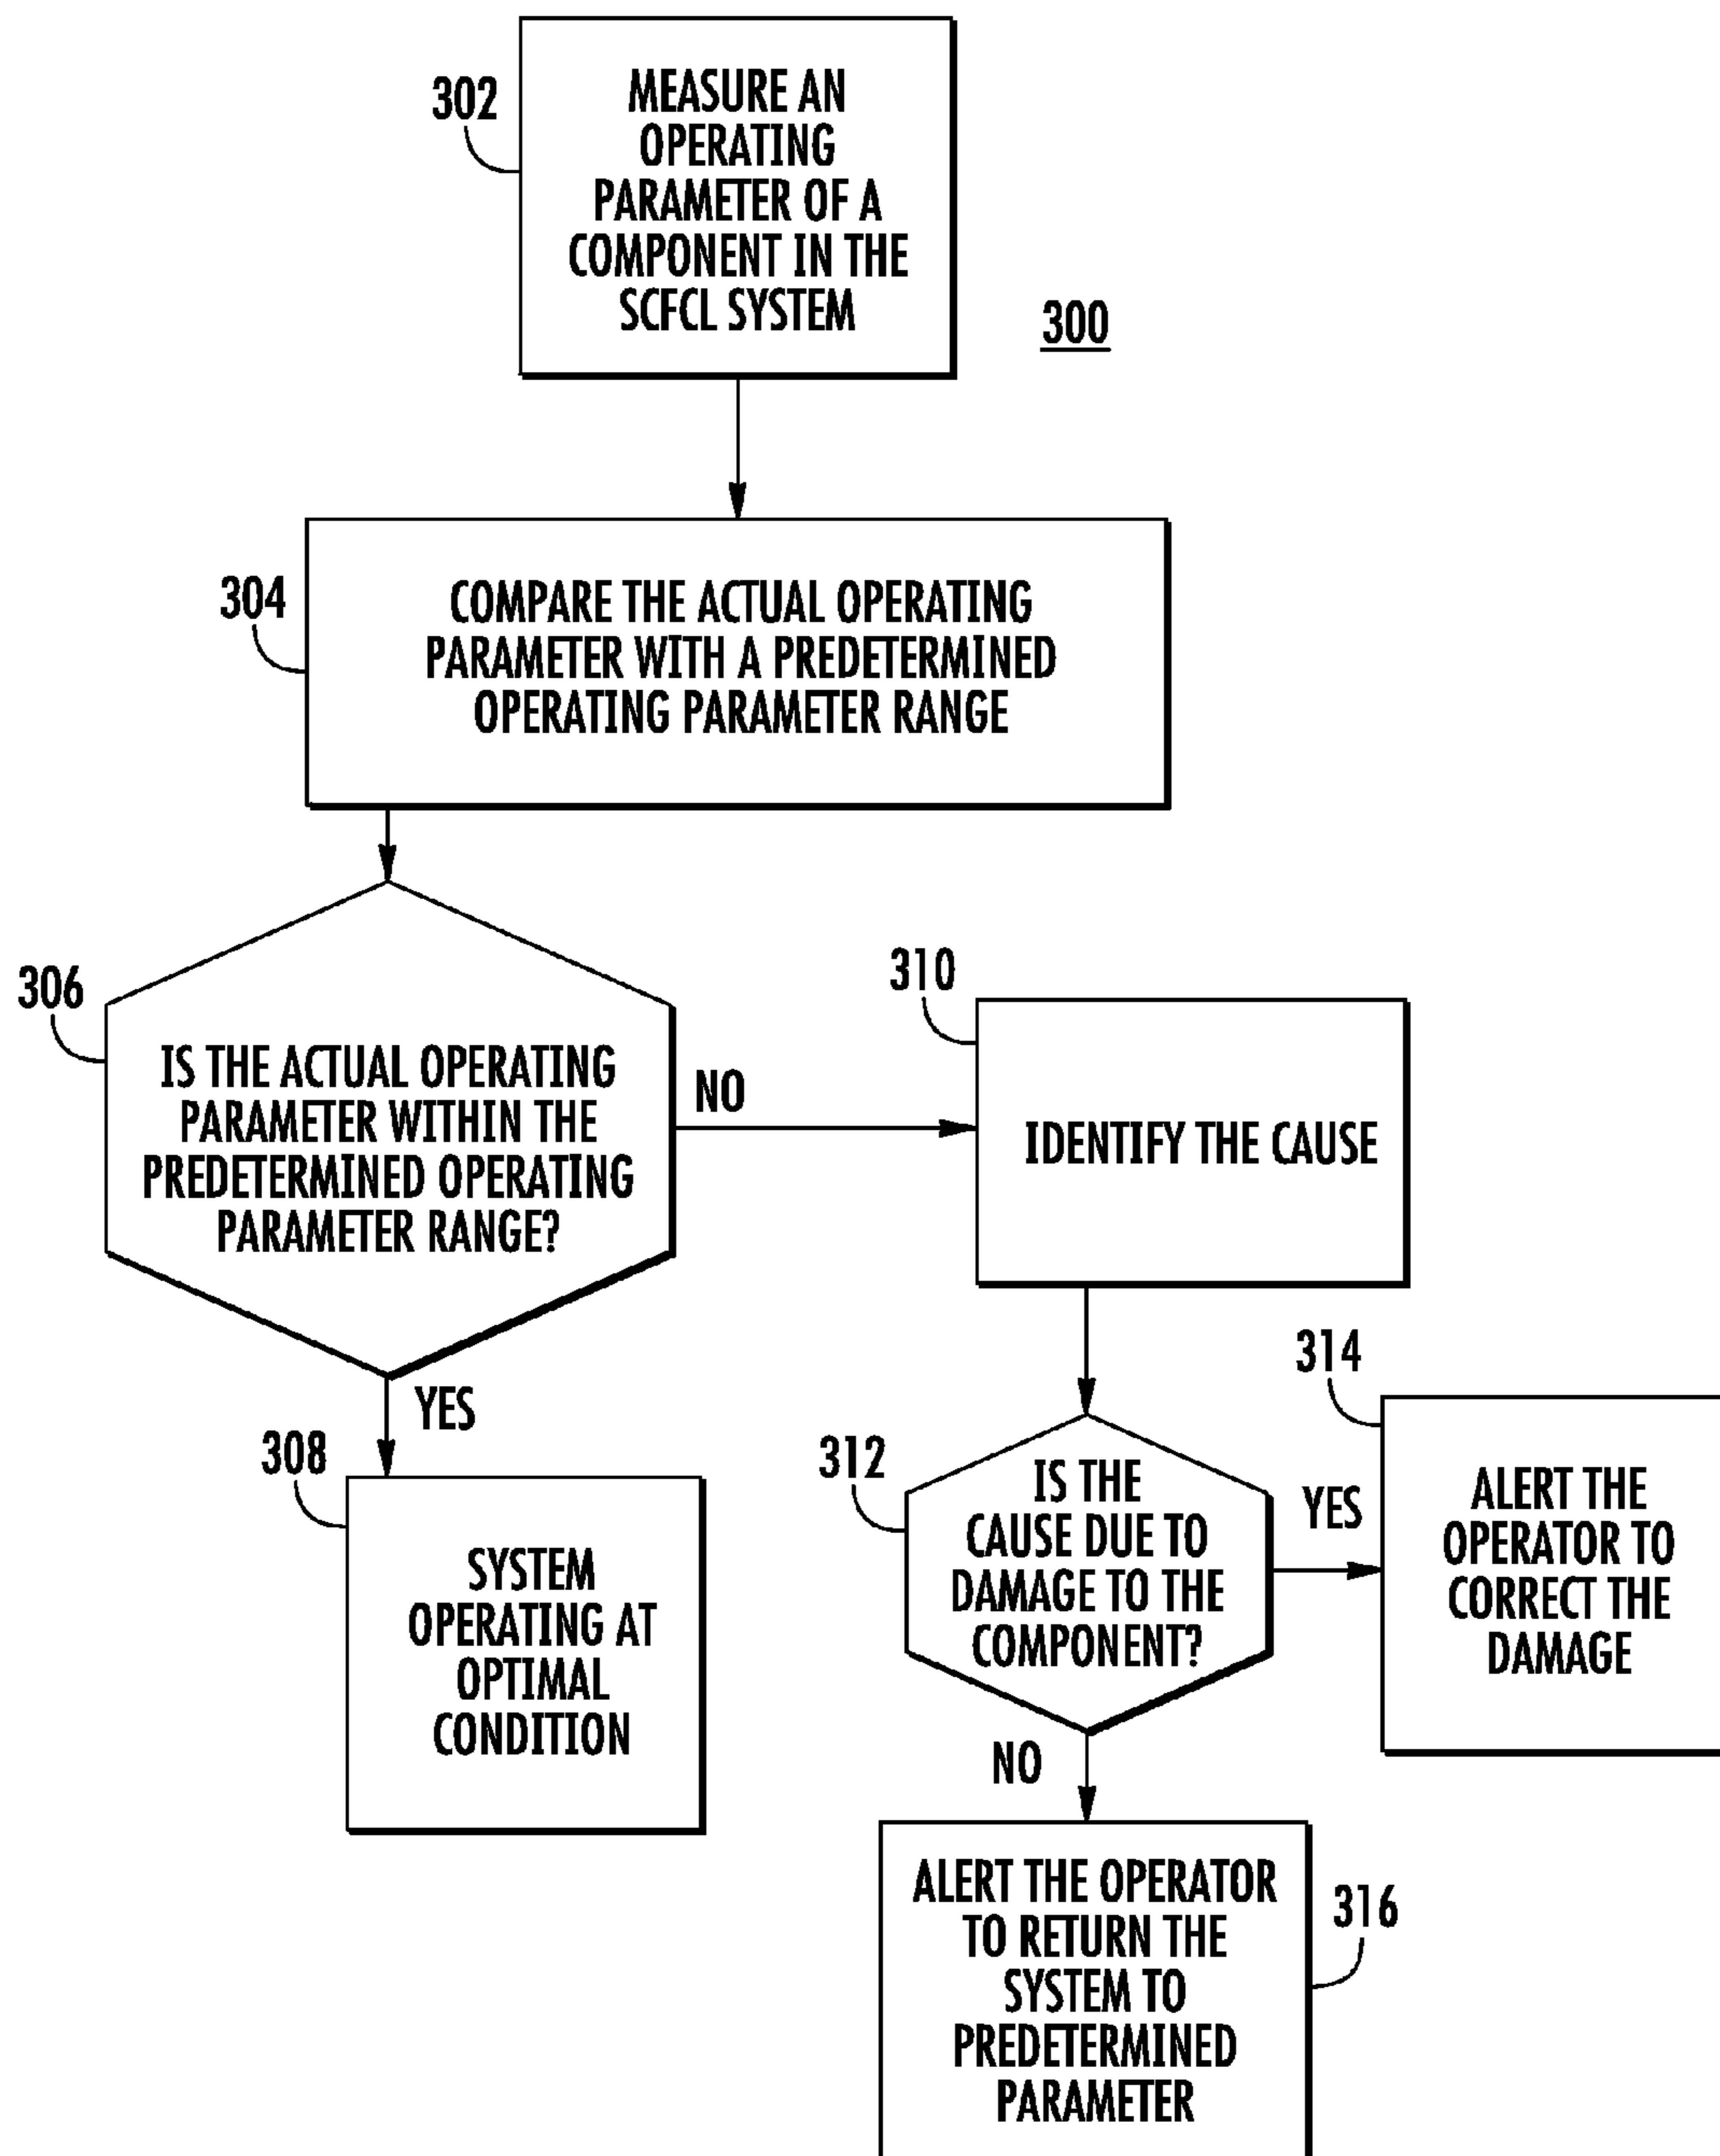 302
MEASURE AN
OPERATING
PARAMETER OF A
COMPONENT IN THE
SCFCL SYSTEM
300
304
COMPARE THE ACTUAL OPERATING
PARAMETER WITH A PREDETERMINED
OPERATING PARAMETER RANGE
306
IS THE ACTUAL OPERATING
PARAMETER WITHIN THE
PREDETERMINED OPERATING
PARAMETER RANGE?
NO
310
IDENTIFY THE CAUSE
YES
308
SYSTEM
OPERATING AT
OPTIMAL
CONDITION
312
IS THE
CAUSE DUE TO
DAMAGE TO THE
COMPONENT?
YES
314
ALERT THE
OPERATOR TO
CORRECT THE
DAMAGE
NO
ALERT THE OPERATOR
TO RETURN THE
SYSTEM TO
PREDETERMINED
PARAMETER
316